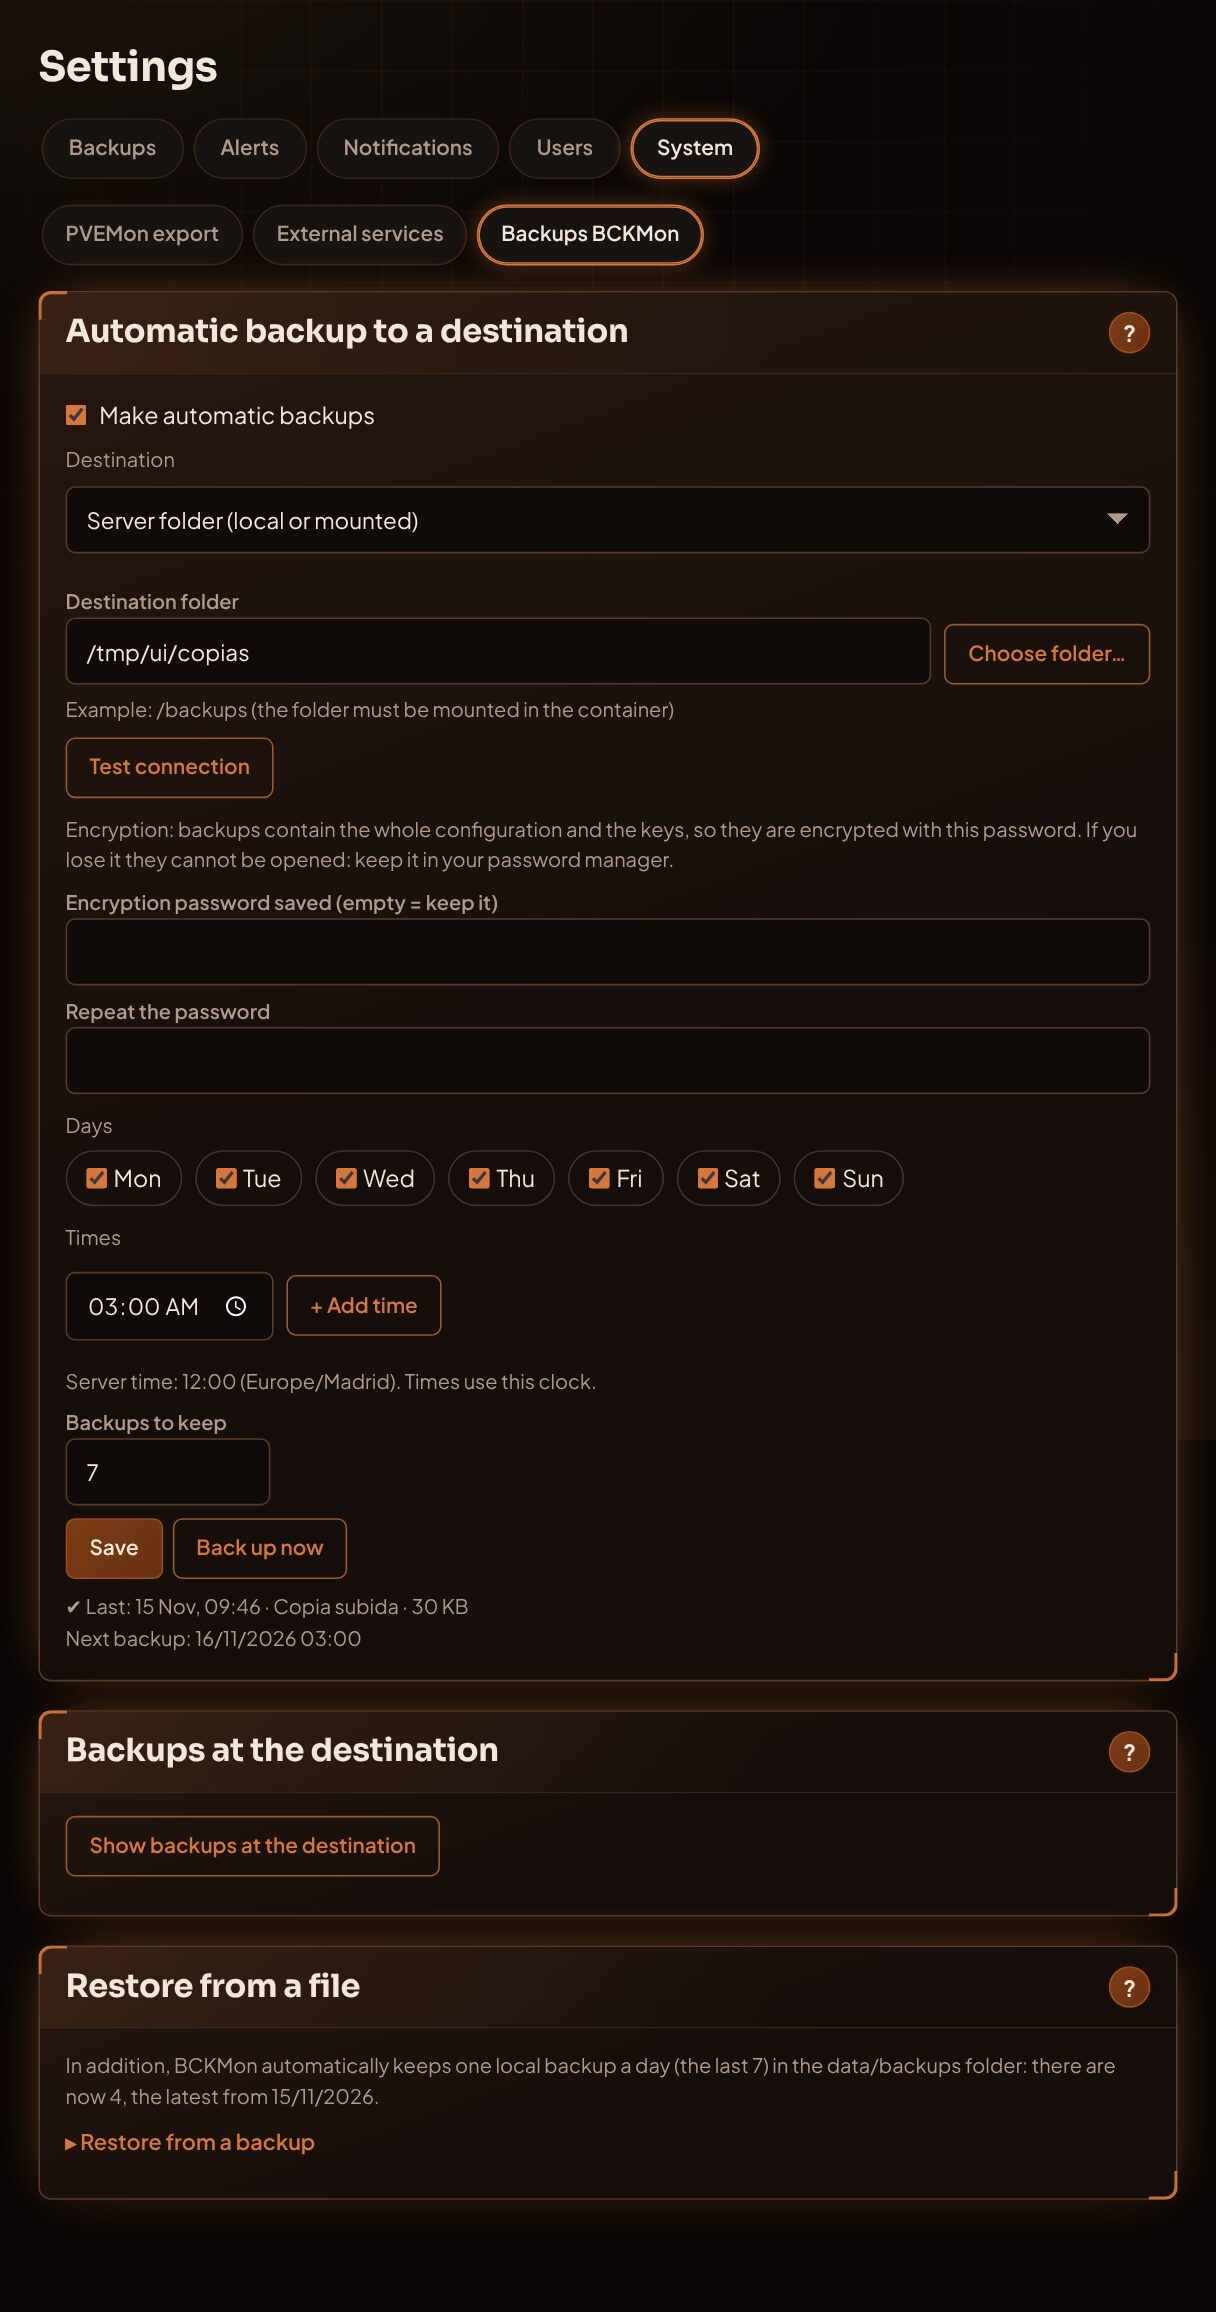 Settings
Backups Alerts Notifications Users System
PVEMon export External services Backups BCKMon
Automatic backup to a destination ?
Make automatic backups
Destination
Server folder (local or mounted)
Destination folder
/tmp/ui/copias Choose folder...
Example: /backups (the folder must be mounted in the container)
Test connection
Encryption: backups contain the whole configuration and the keys, so they are encrypted with this password. If you
lose it they cannot be opened: keep it in your password manager.
Encryption password saved (empty = keep it)
Repeat the password
Days
Mon Tue Wed Thu Fri Sat Sun
Times
03:00 AM + Add time
Server time: 12:00 (Europe/Madrid). Times use this clock.
Backups to keep
7
Save Back up now
✔ Last: 15 Nov, 09:46 · Copia subida · 30 KB
Next backup: 16/11/2026 03:00
Backups at the destination ?
Show backups at the destination
Restore from a file ?
In addition, BCKMon automatically keeps one local backup a day (the last 7) in the data/backups folder: there are
now 4, the latest from 15/11/2026.
▸ Restore from a backup